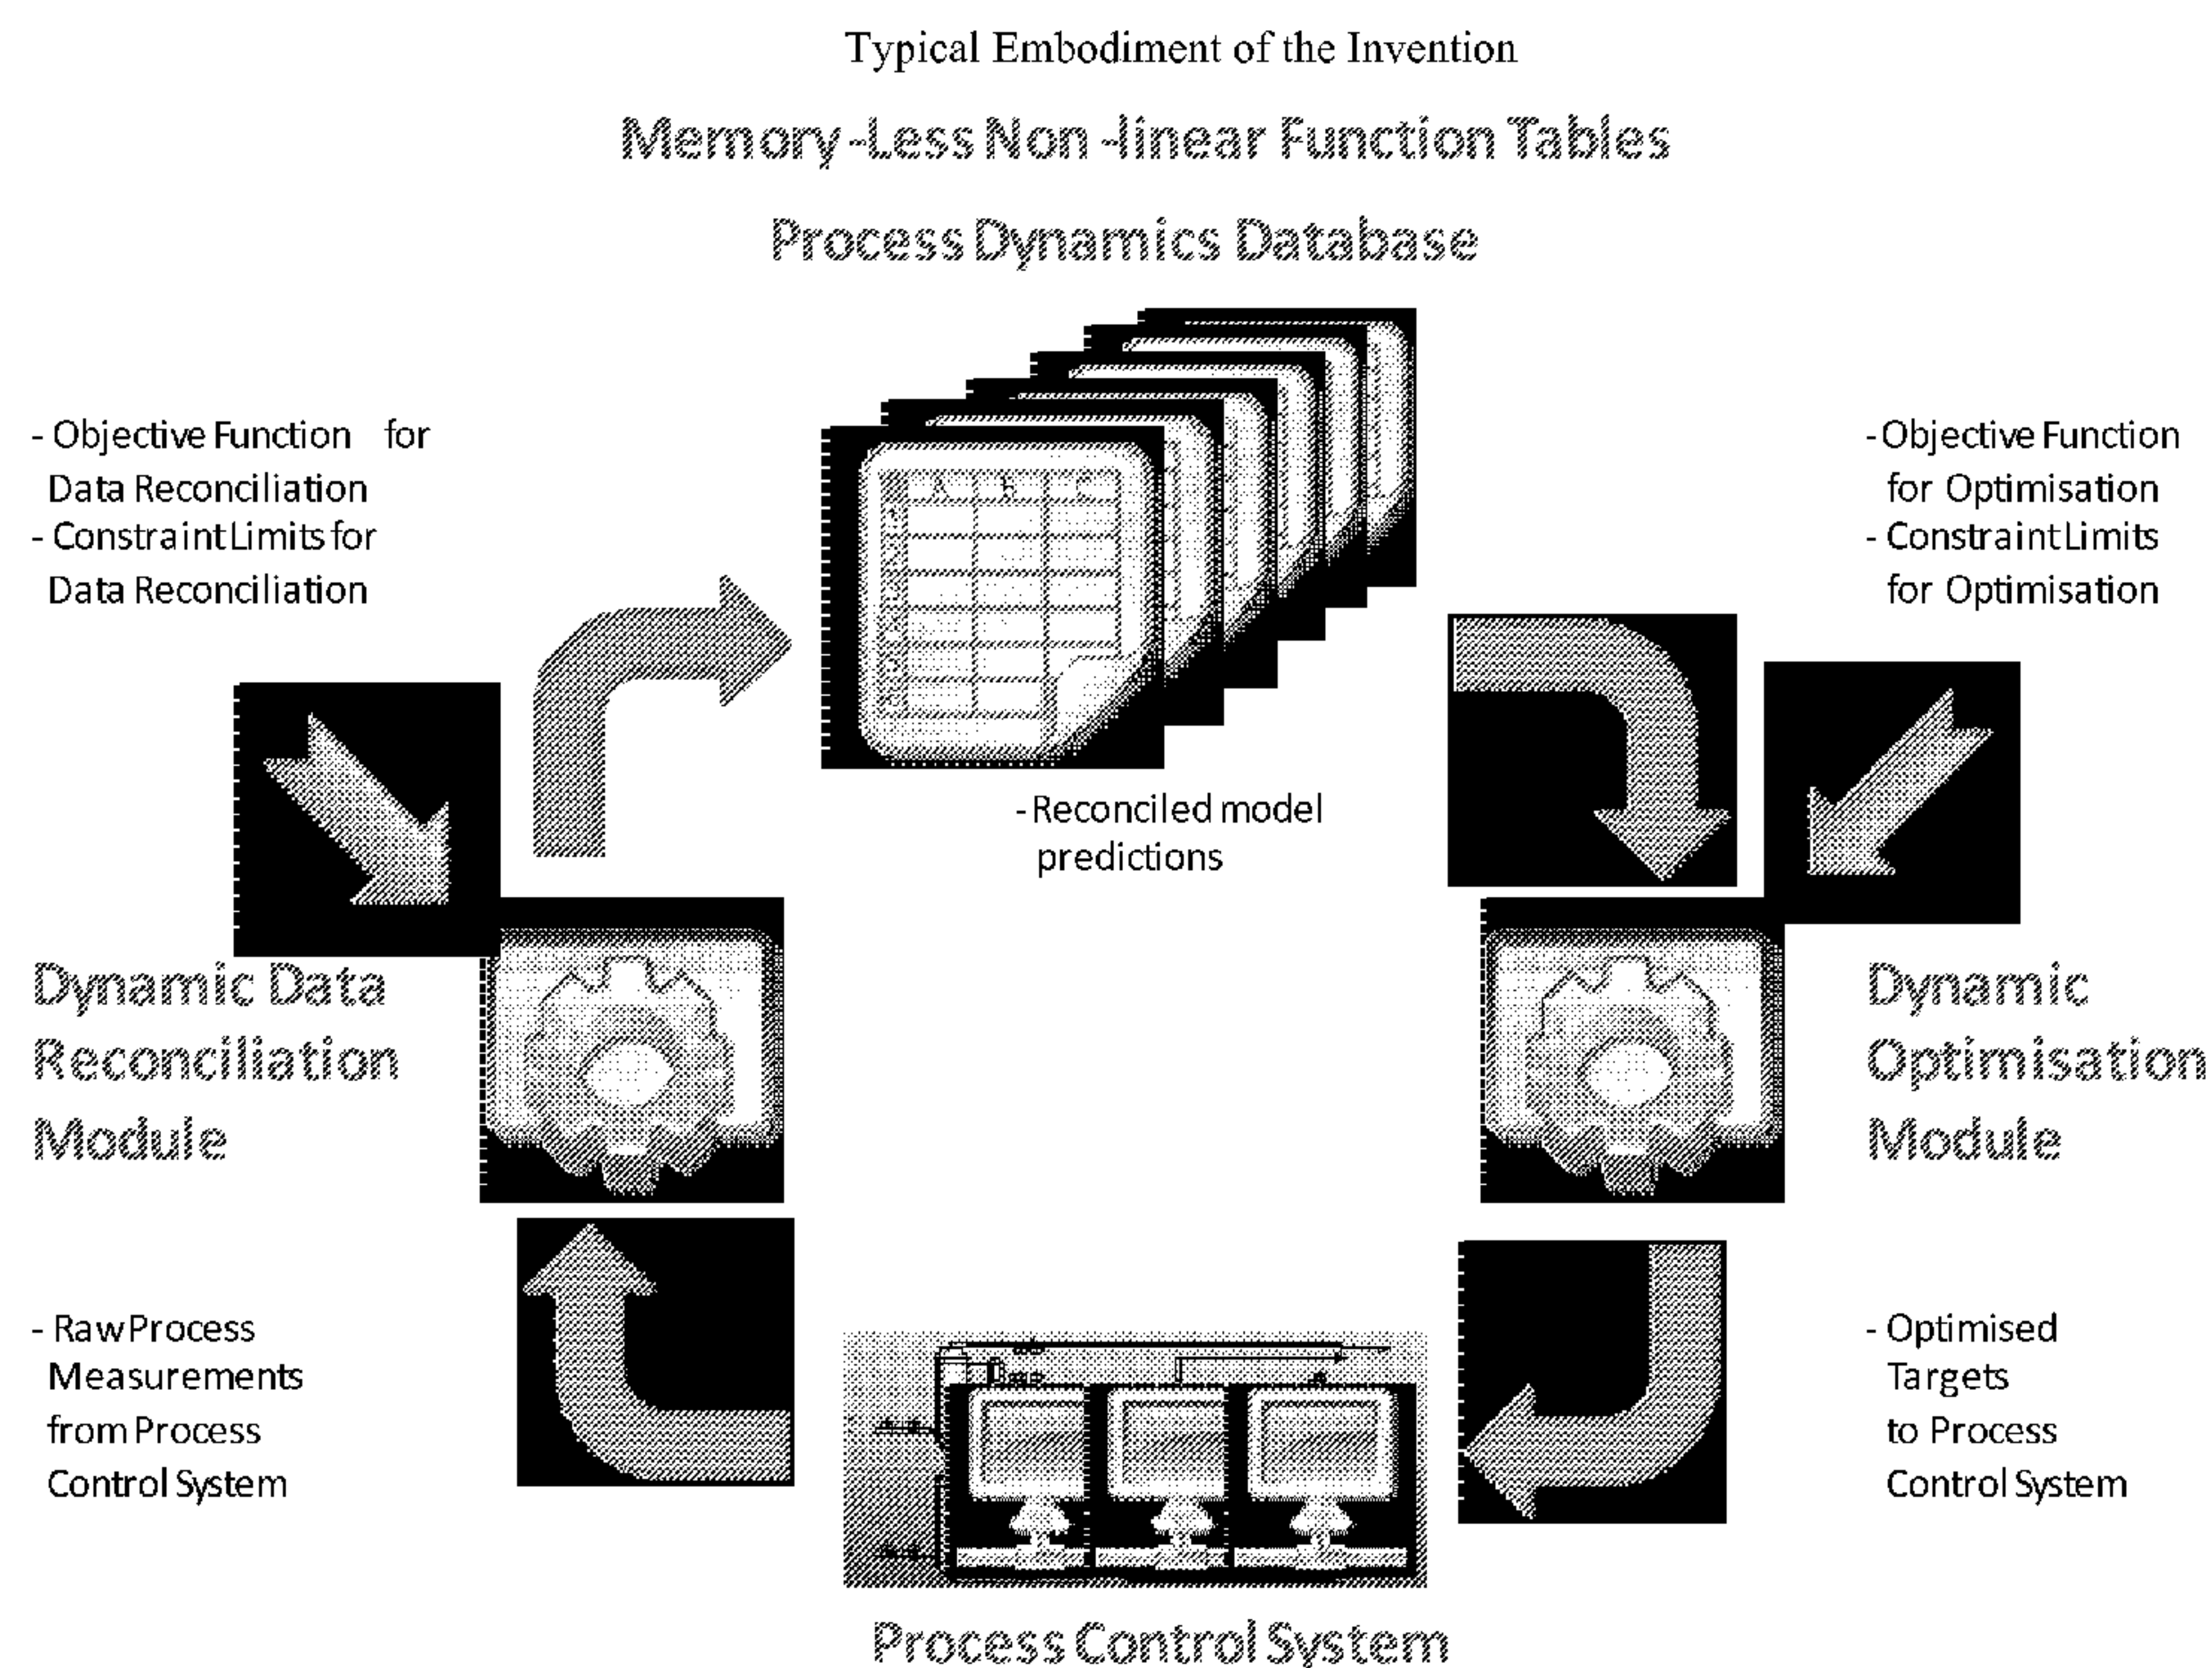 Typical Embodiment of the Invention
Memory-Less Non-linear Function Tables
Process Dynamics Database
- Objective Function for
Data Reconciliation
- Constraint Limits for
Data Reconciliation
- Objective Function
for Optimisation
- Constraint Limits
for Optimisation
A B C
- Reconciled model
predictions
Dynamic Data
Reconciliation
Module
Dynamic
Optimisation
Module
- Raw Process
Measurements
from Process
Control System
- Optimised
Targets
to Process
Control System
Process Control System